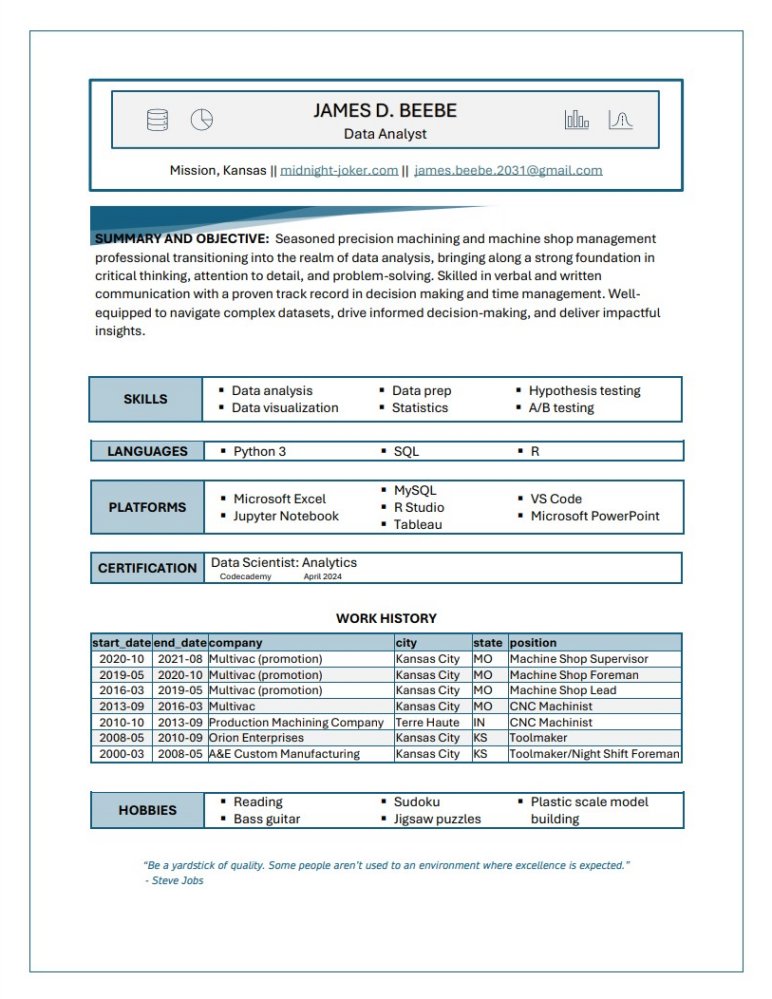 JAMES D. BEEBE
Data Analyst
Mission, Kansas || midnight-joker.com || james.beebe.2031@gmail.com
SUMMARY AND OBJECTIVE: Seasoned precision machining and machine shop management
professional transitioning into the realm of data analysis, bringing along a strong foundation in
critical thinking, attention to detail, and problem-solving. Skilled in verbal and written
communication with a proven track record in decision making and time management. Well-
equipped to navigate complex datasets, drive informed decision-making, and deliver impactful
insights.
SKILLS
▪ Data analysis ▪ Data prep ▪ Hypothesis testing
▪ Data visualization ▪ Statistics ▪ A/B testing
LANGUAGES ▪ Python 3 ▪ SQL ▪ R
PLATFORMS
▪ Microsoft Excel
▪ Jupyter Notebook
▪ MySQL
▪ R Studio
▪ Tableau
▪ VS Code
▪ Microsoft PowerPoint
CERTIFICATION
Data Scientist: Analytics
Codecademy April 2024
WORK HISTORY
start_date end_date company city state position
2020-10 2021-08 Multivac (promotion) Kansas City MO Machine Shop Supervisor
2019-05 2020-10 Multivac (promotion) Kansas City MO Machine Shop Foreman
2016-03 2019-05 Multivac (promotion) Kansas City MO Machine Shop Lead
2013-09 2016-03 Multivac Kansas City MO CNC Machinist
2010-10 2013-09 Production Machining Company Terre Haute IN CNC Machinist
2008-05 2010-09 Orion Enterprises Kansas City KS Toolmaker
2000-03 2008-05 A&E Custom Manufacturing Kansas City KS Toolmaker/Night Shift Foreman
HOBBIES
▪ Reading ▪ Sudoku ▪ Plastic scale model
▪ Bass guitar ▪ Jigsaw puzzles building
“Be a yardstick of quality. Some people aren’t used to an environment where excellence is expected.”
- Steve Jobs